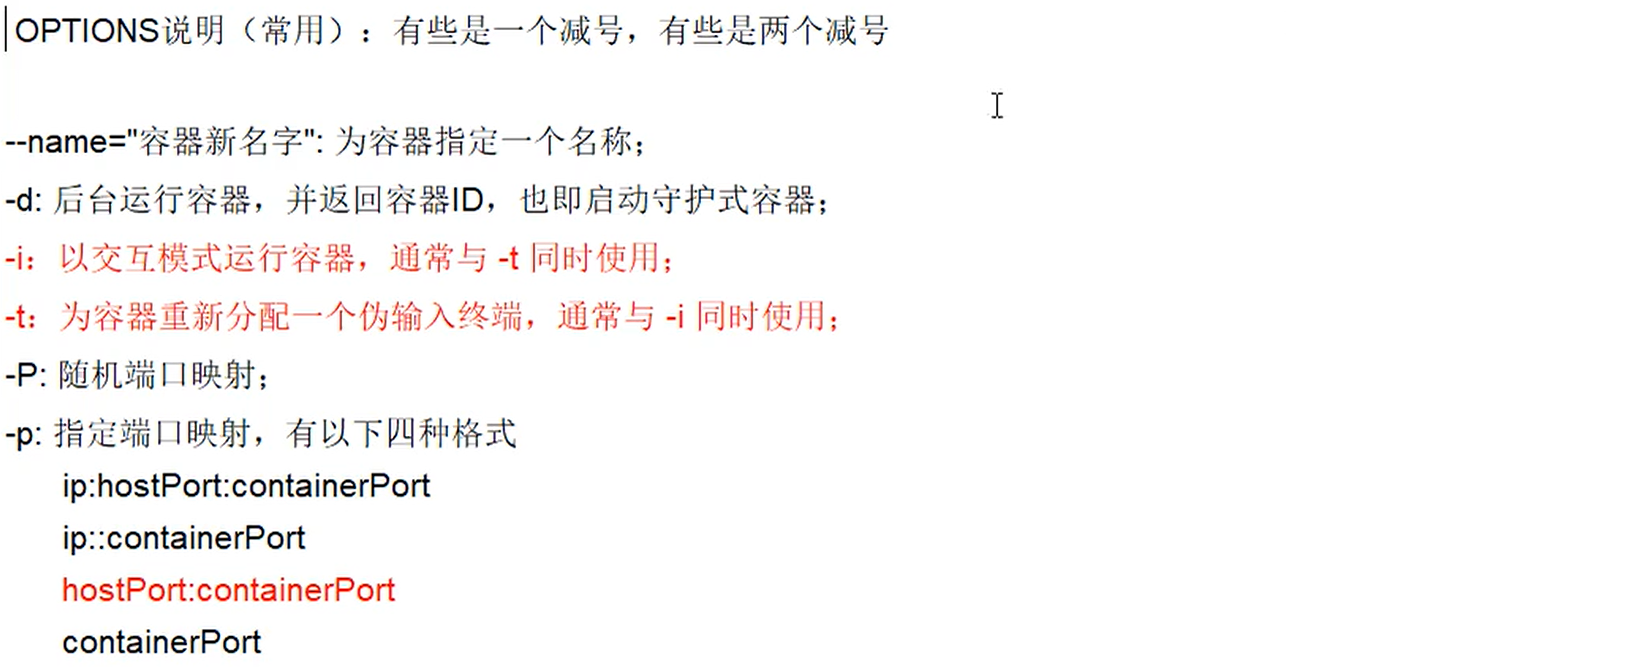 OPTIONS说明（常用）：有些是一个减号，有些是两个减号
--name="容器新名字": 为容器指定一个名称；
-d: 后台运行容器，并返回容器ID，也即启动守护式容器；
-i：以交互模式运行容器，通常与 -t 同时使用；
-t：为容器重新分配一个伪输入终端，通常与 -i 同时使用；
-P: 随机端口映射；
-p: 指定端口映射，有以下四种格式
ip:hostPort:containerPort
ip::containerPort
hostPort:containerPort
containerPort